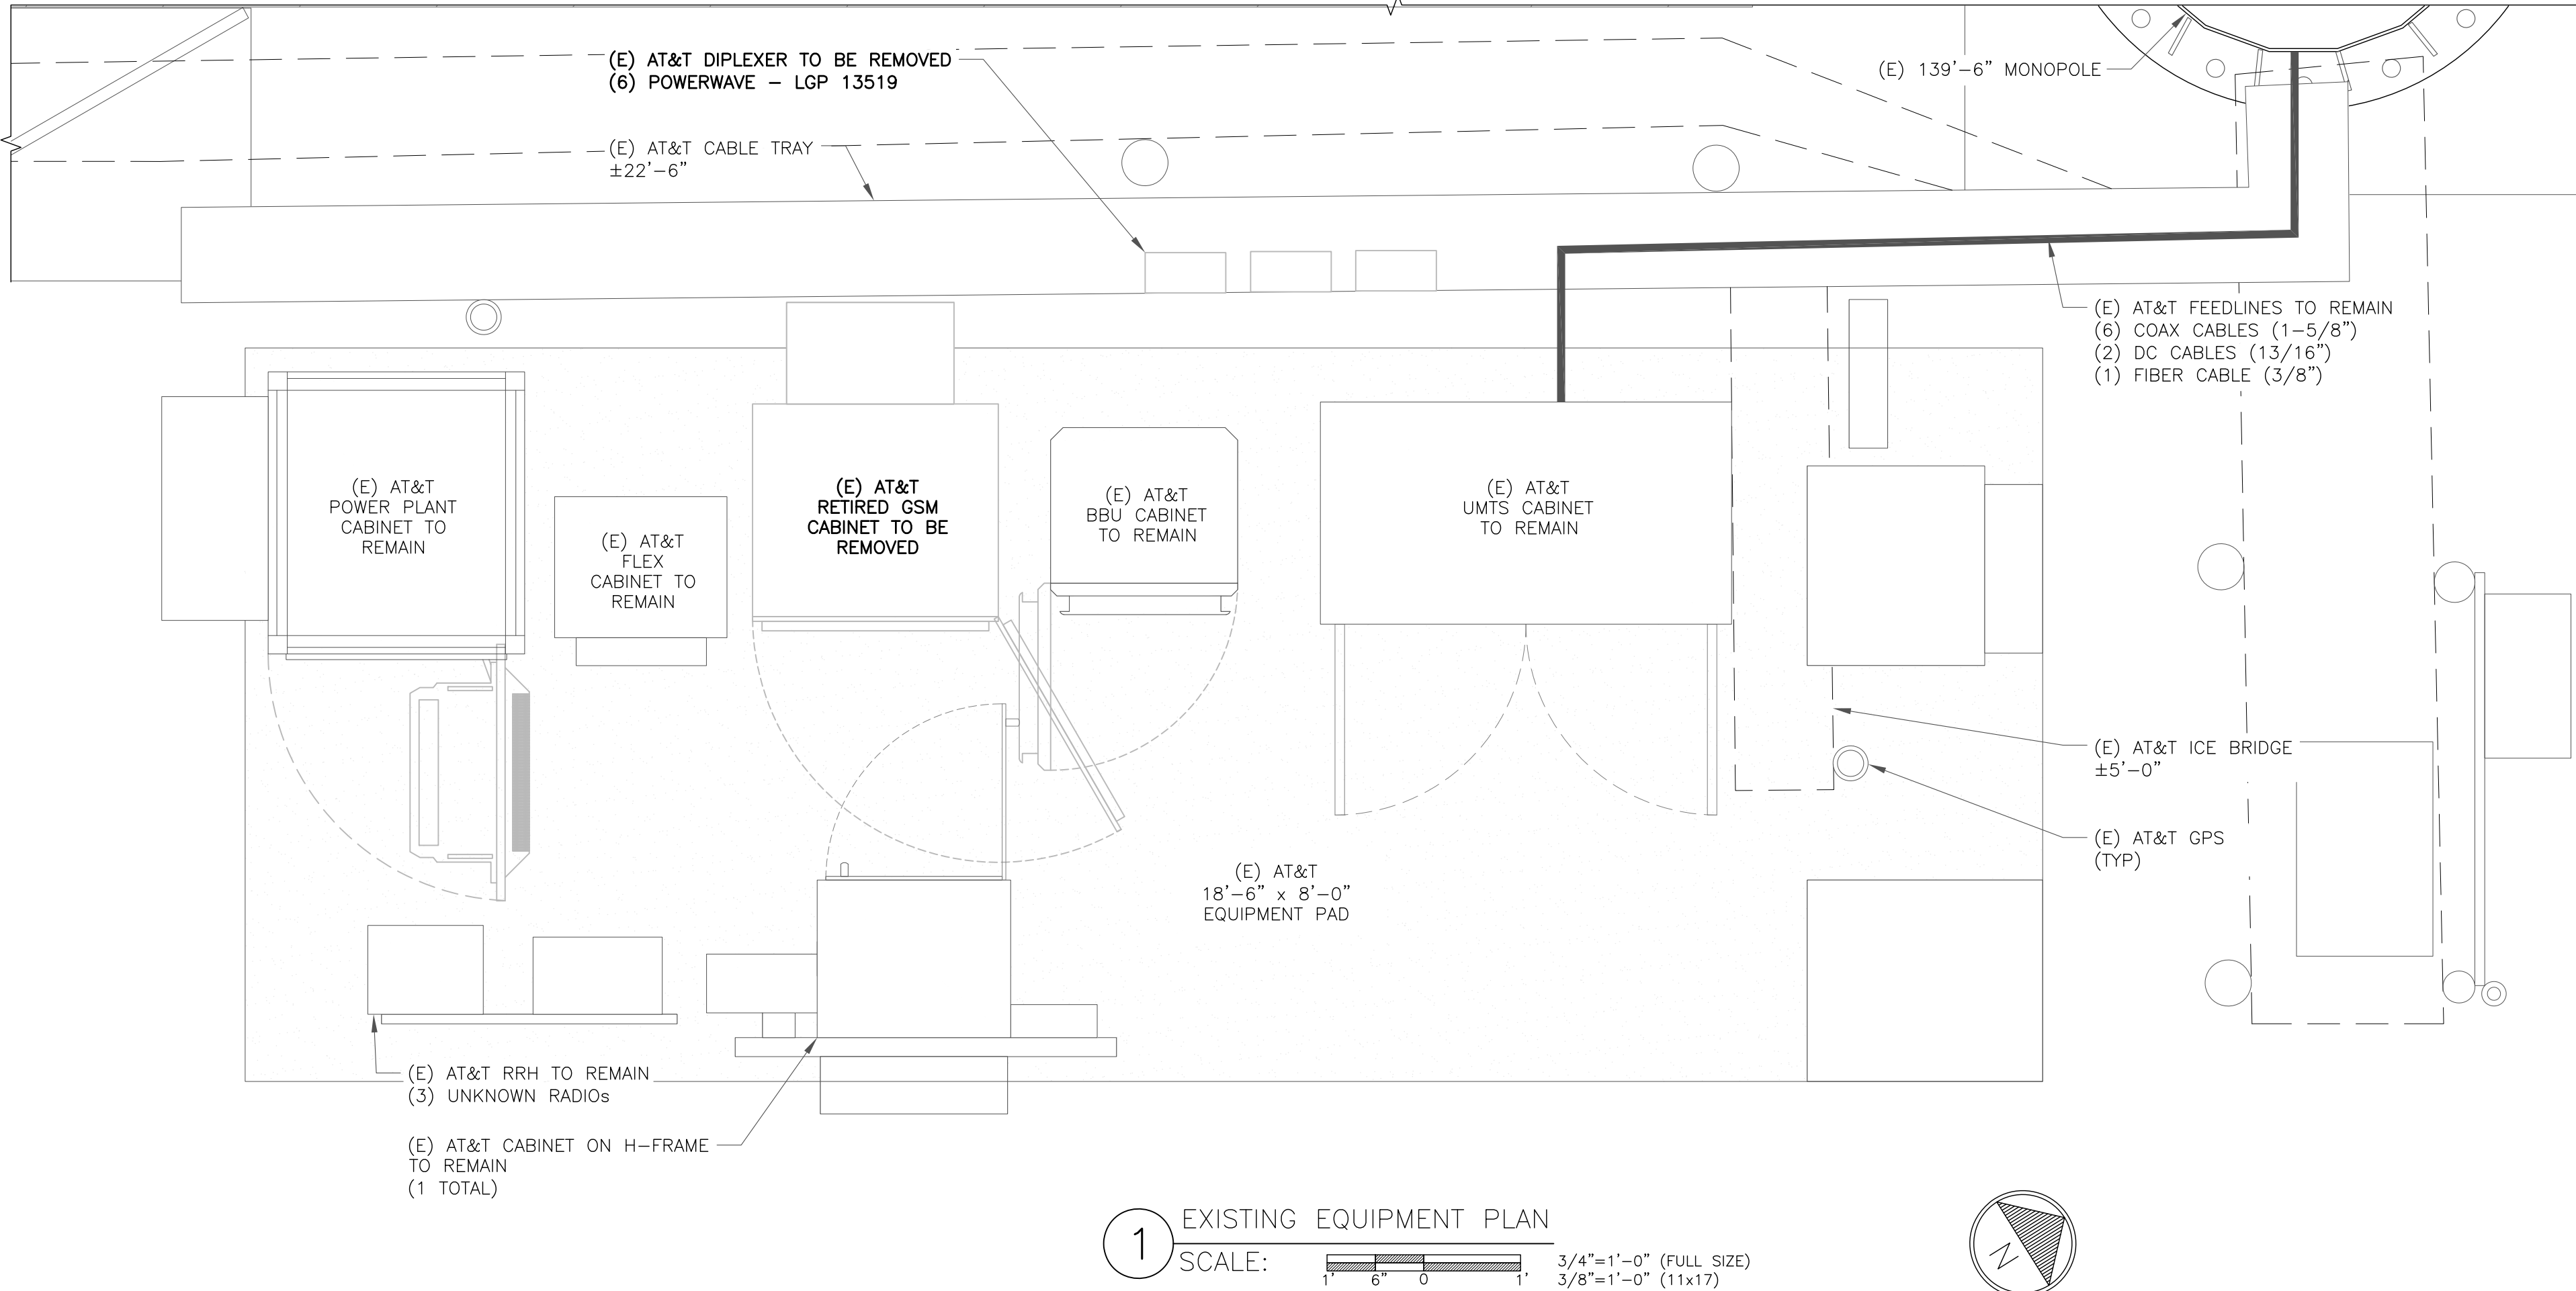 (E) AT&T DIPLEXER TO BE REMOVED
(6) POWERWAVE – LGP 13519
(E) 139'–6" MONOPOLE
(E) AT&T CABLE TRAY
±22'–6"
(E) AT&T FEEDLINES TO REMAIN
(6) COAX CABLES (1–5/8")
(2) DC CABLES (13/16")
(1) FIBER CABLE (3/8")
(E) AT&T
POWER PLANT
CABINET TO
REMAIN
(E) AT&T
FLEX
CABINET TO
REMAIN
(E) AT&T
RETIRED GSM
CABINET TO BE
REMOVED
(E) AT&T
BBU CABINET
TO REMAIN
(E) AT&T
UMTS CABINET
TO REMAIN
(E) AT&T ICE BRIDGE
±5'–0"
(E) AT&T GPS
(TYP)
(E) AT&T
18'–6" x 8'–0"
EQUIPMENT PAD
(E) AT&T RRH TO REMAIN
(3) UNKNOWN RADIOs
(E) AT&T CABINET ON H–FRAME
TO REMAIN
(1 TOTAL)
1
EXISTING EQUIPMENT PLAN
SCALE:
1' 6" 0 1'
3/4"=1'–0" (FULL SIZE)
3/8"=1'–0" (11x17)
N